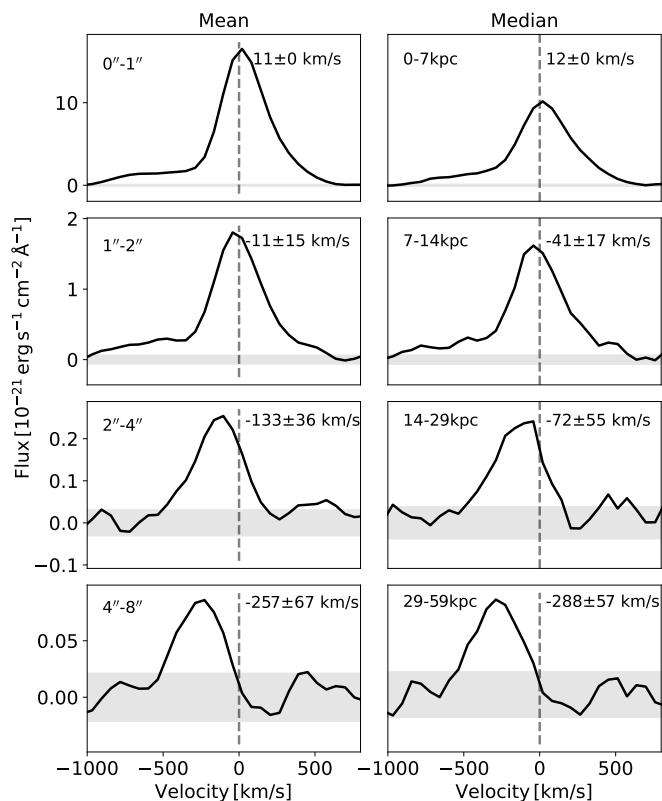 Mean Median
0″-1″ 11±0 km/s 0-7kpc 12±0 km/s
10
0
1″-2″ -11±15 km/s 7-14kpc -41±17 km/s
2
1
0
Flux [10⁻²¹ erg s⁻¹ cm⁻² Å⁻¹]
2″-4″ -133±36 km/s 14-29kpc -72±55 km/s
0.2
0.0
−0.1
4″-8″ -257±67 km/s 29-59kpc -288±57 km/s
0.05
0.00
−1000 −500 0 500 −1000 −500 0 500
Velocity [km/s] Velocity [km/s]